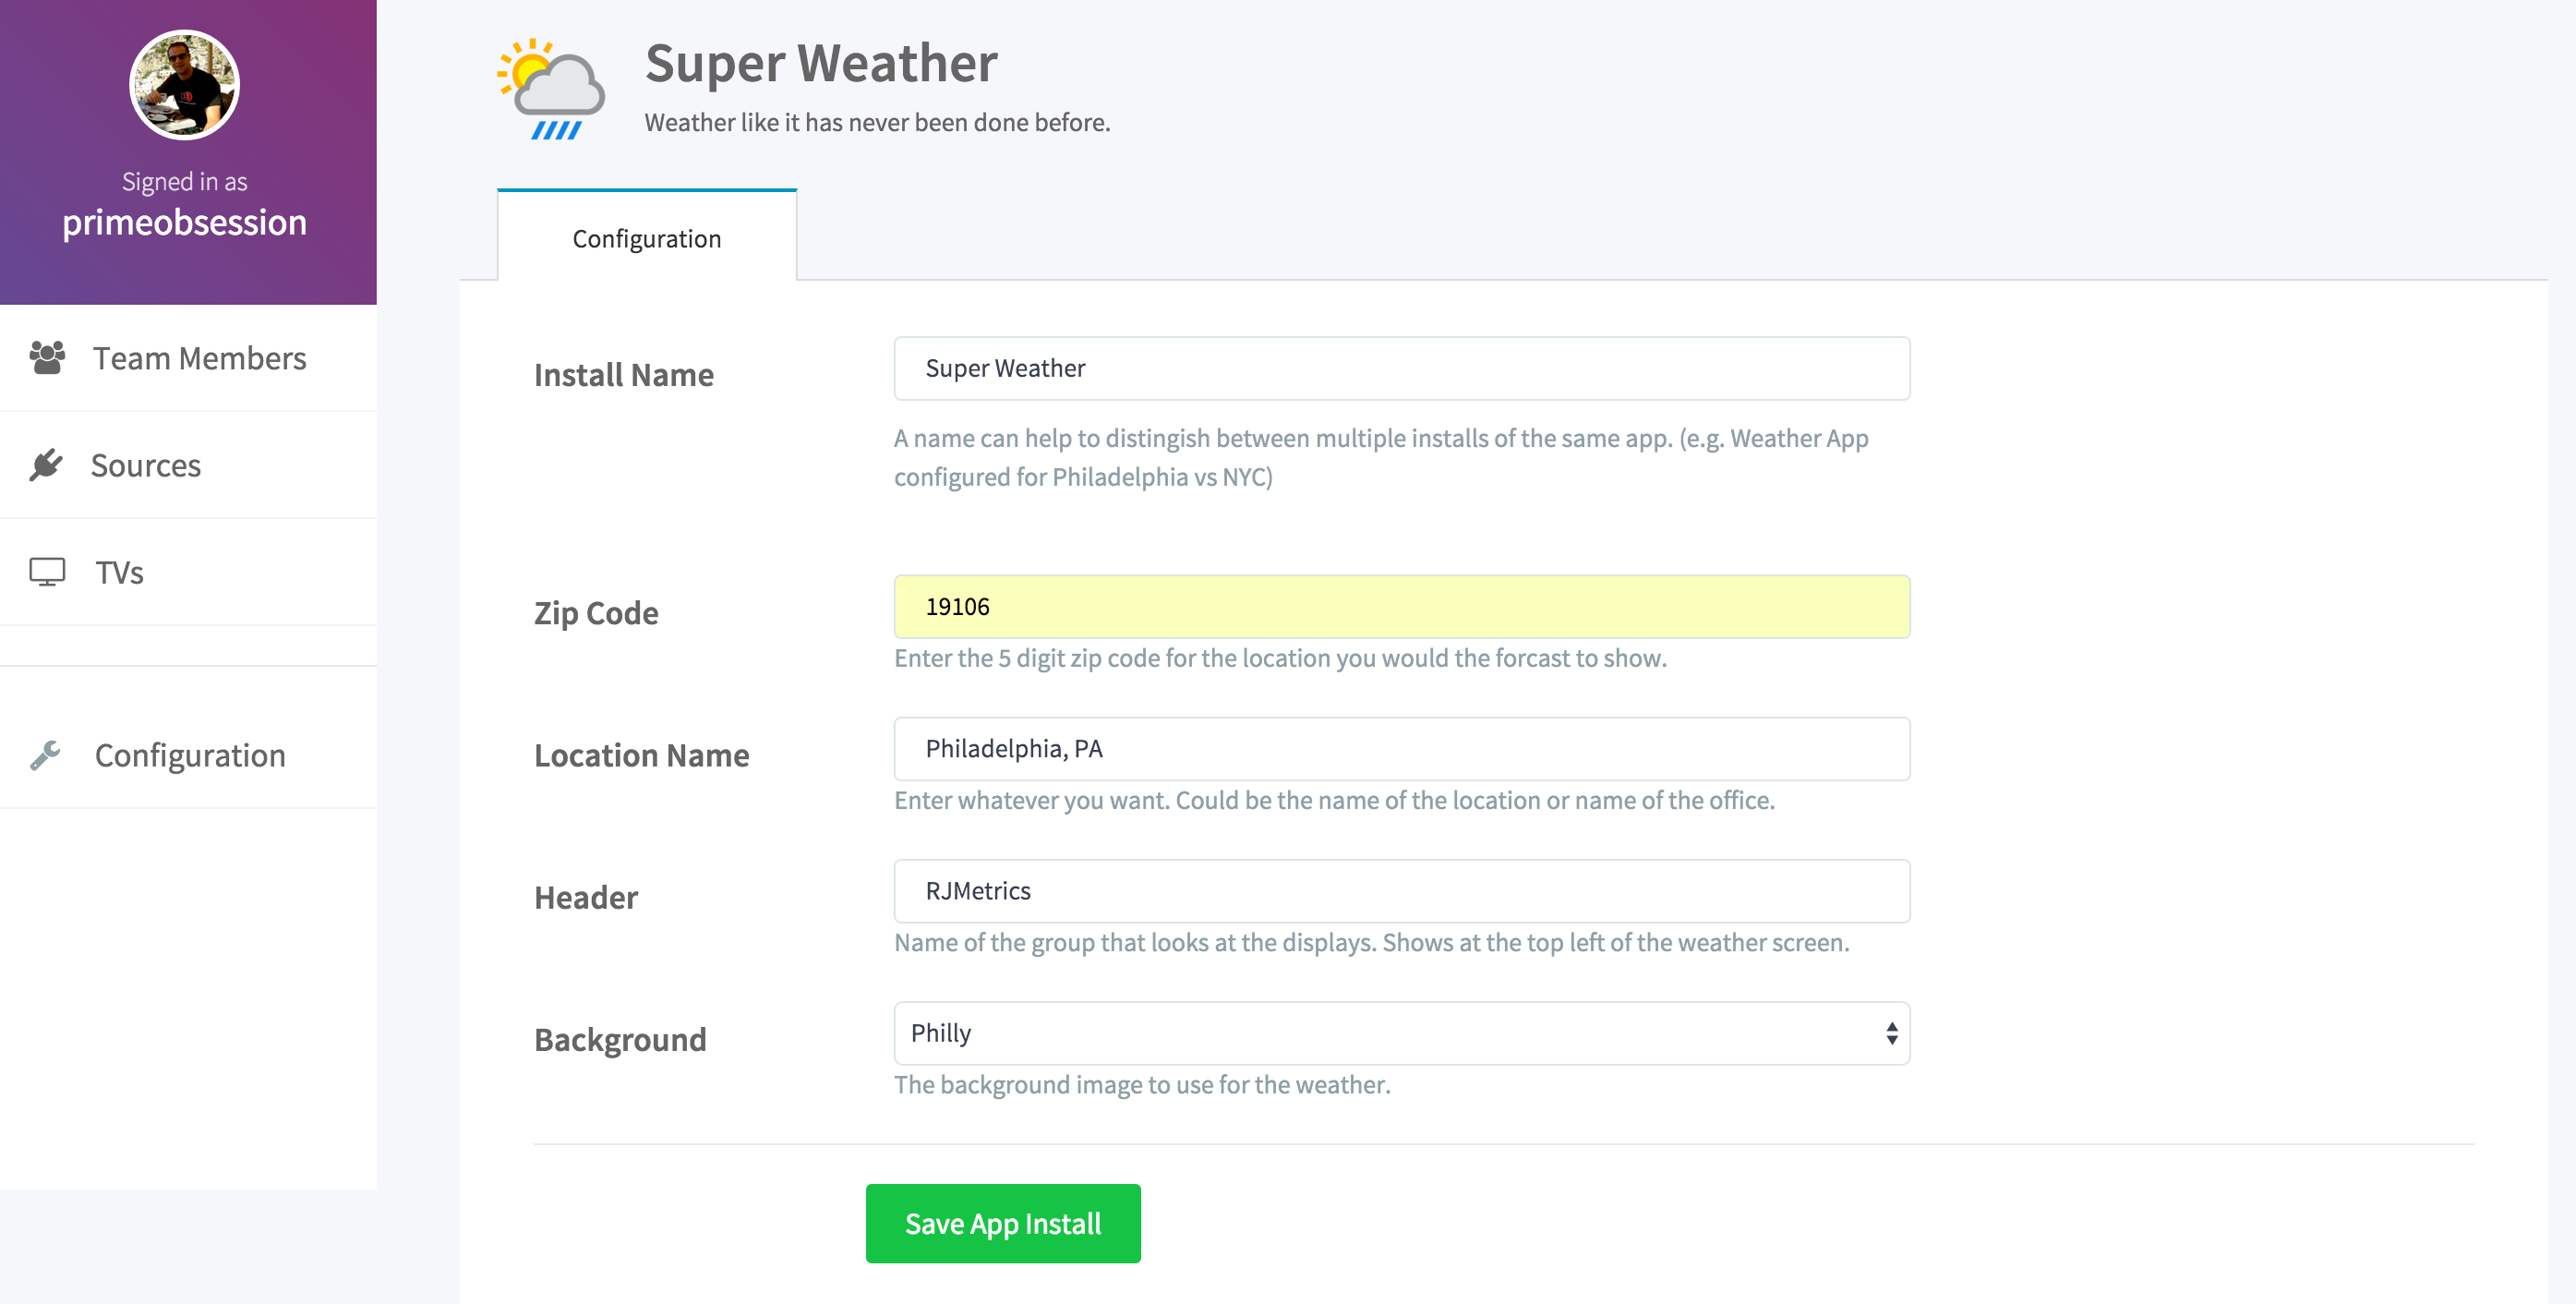 Signed in as
primeobsession
Team Members
Sources
TVs
Configuration
Super Weather
Weather like it has never been done before.
Configuration
Install Name
Super Weather
A name can help to distingish between multiple installs of the same app. (e.g. Weather App
configured for Philadelphia vs NYC)
Zip Code
19106
Enter the 5 digit zip code for the location you would the forcast to show.
Location Name
Philadelphia, PA
Enter whatever you want. Could be the name of the location or name of the office.
Header
RJMetrics
Name of the group that looks at the displays. Shows at the top left of the weather screen.
Background
Philly
The background image to use for the weather.
Save App Install